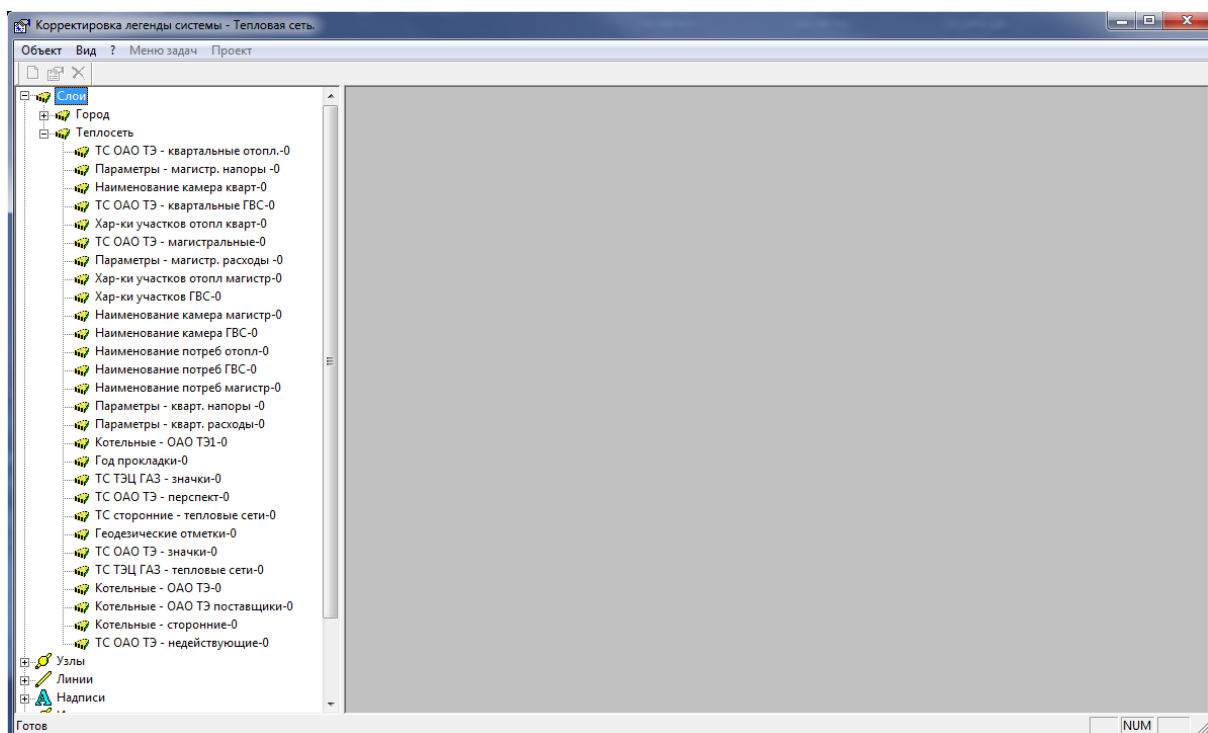 Корректировка легенды системы - Тепловая сеть.
Объект Вид ? Меню задач Проект
Слои
Город
Теплосеть
ТС ОАО ТЭ - квартальные отопл.-0
Параметры - магистр. напоры -0
Наименование камера кварт-0
ТС ОАО ТЭ - квартальные ГВС-0
Хар-ки участков отопл кварт-0
ТС ОАО ТЭ - магистральные-0
Параметры - магистр. расходы -0
Хар-ки участков отопл магистр-0
Хар-ки участков ГВС-0
Наименование камера магистр-0
Наименование камера ГВС-0
Наименование потреб отопл-0
Наименование потреб ГВС-0
Наименование потреб магистр-0
Параметры - кварт. напоры -0
Параметры - кварт. расходы-0
Котельные - ОАО ТЭ1-0
Год прокладки-0
ТС ТЭЦ ГАЗ - значки-0
ТС ОАО ТЭ - перспект-0
ТС сторонние - тепловые сети-0
Геодезические отметки-0
ТС ОАО ТЭ - значки-0
ТС ТЭЦ ГАЗ - тепловые сети-0
Котельные - ОАО ТЭ-0
Котельные - ОАО ТЭ поставщики-0
Котельные - сторонние-0
ТС ОАО ТЭ - недействующие-0
Узлы
Линии
Надписи
Готов
NUM